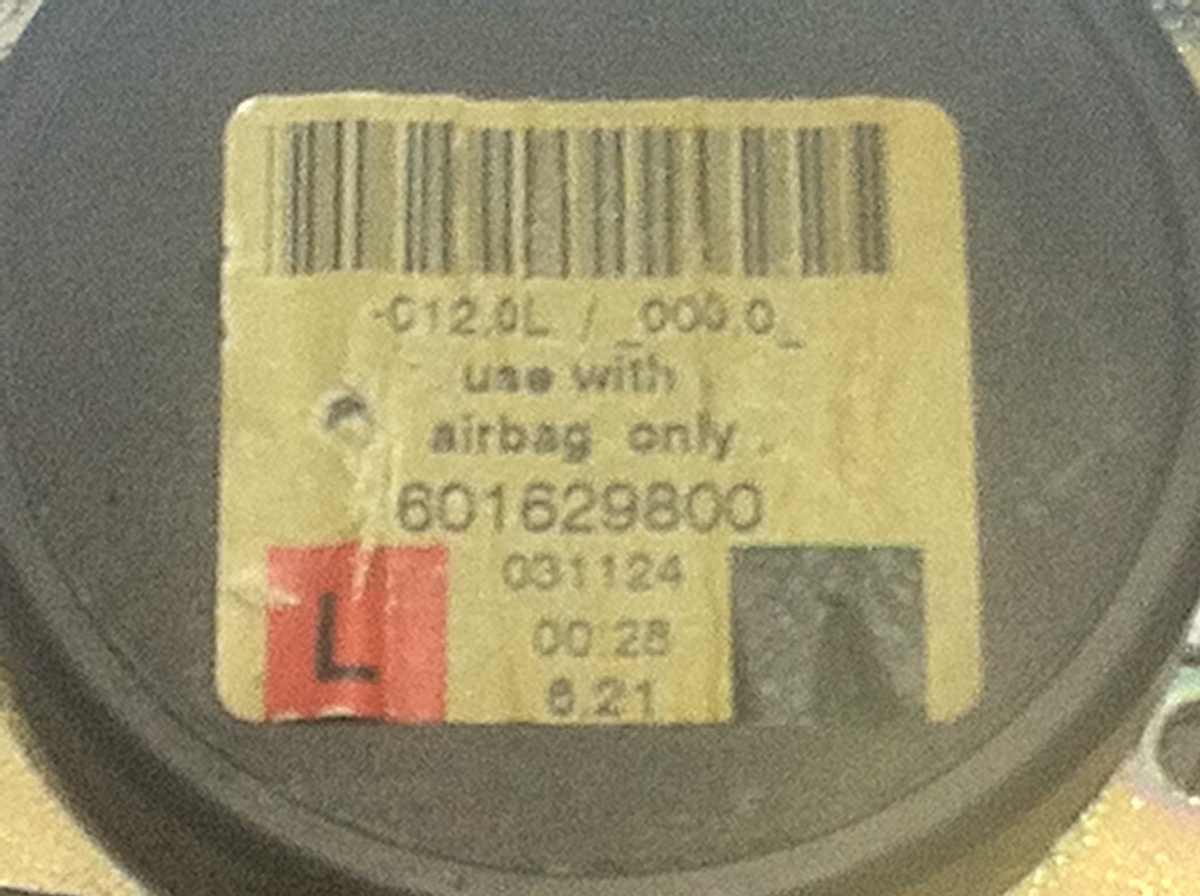 -C12.0L / _000.0_
use with
airbag only
601629800
031124
00:28
6.21
L